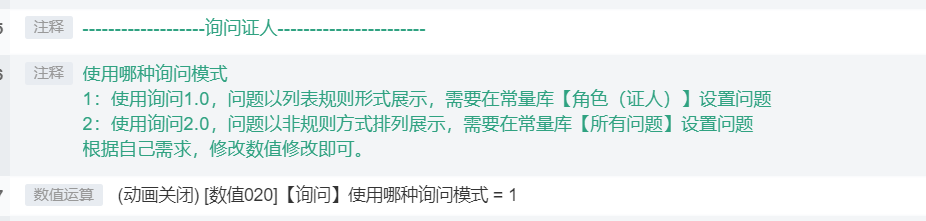 注释 -------------------询问证人-----------------------
注释 使用哪种询问模式
1：使用询问1.0，问题以列表规则形式展示，需要在常量库【角色（证人）】设置问题
2：使用询问2.0，问题以非规则方式排列展示，需要在常量库【所有问题】设置问题
根据自己需求，修改数值修改即可。
数值运算 (动画关闭) [数值020]【询问】使用哪种询问模式 = 1